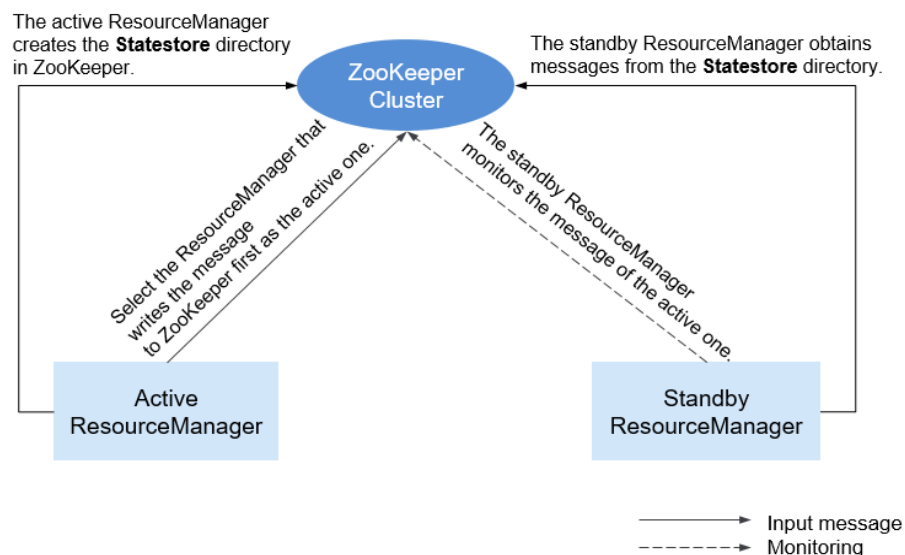 The active ResourceManager
creates the Statestore directory
in ZooKeeper.
The standby ResourceManager obtains
messages from the Statestore directory.
ZooKeeper
Cluster
Select the ResourceManager that
writes the message
to ZooKeeper first as the active one.
The standby ResourceManager
monitors the message of the active one.
Active
ResourceManager
Standby
ResourceManager
Input message
Monitoring